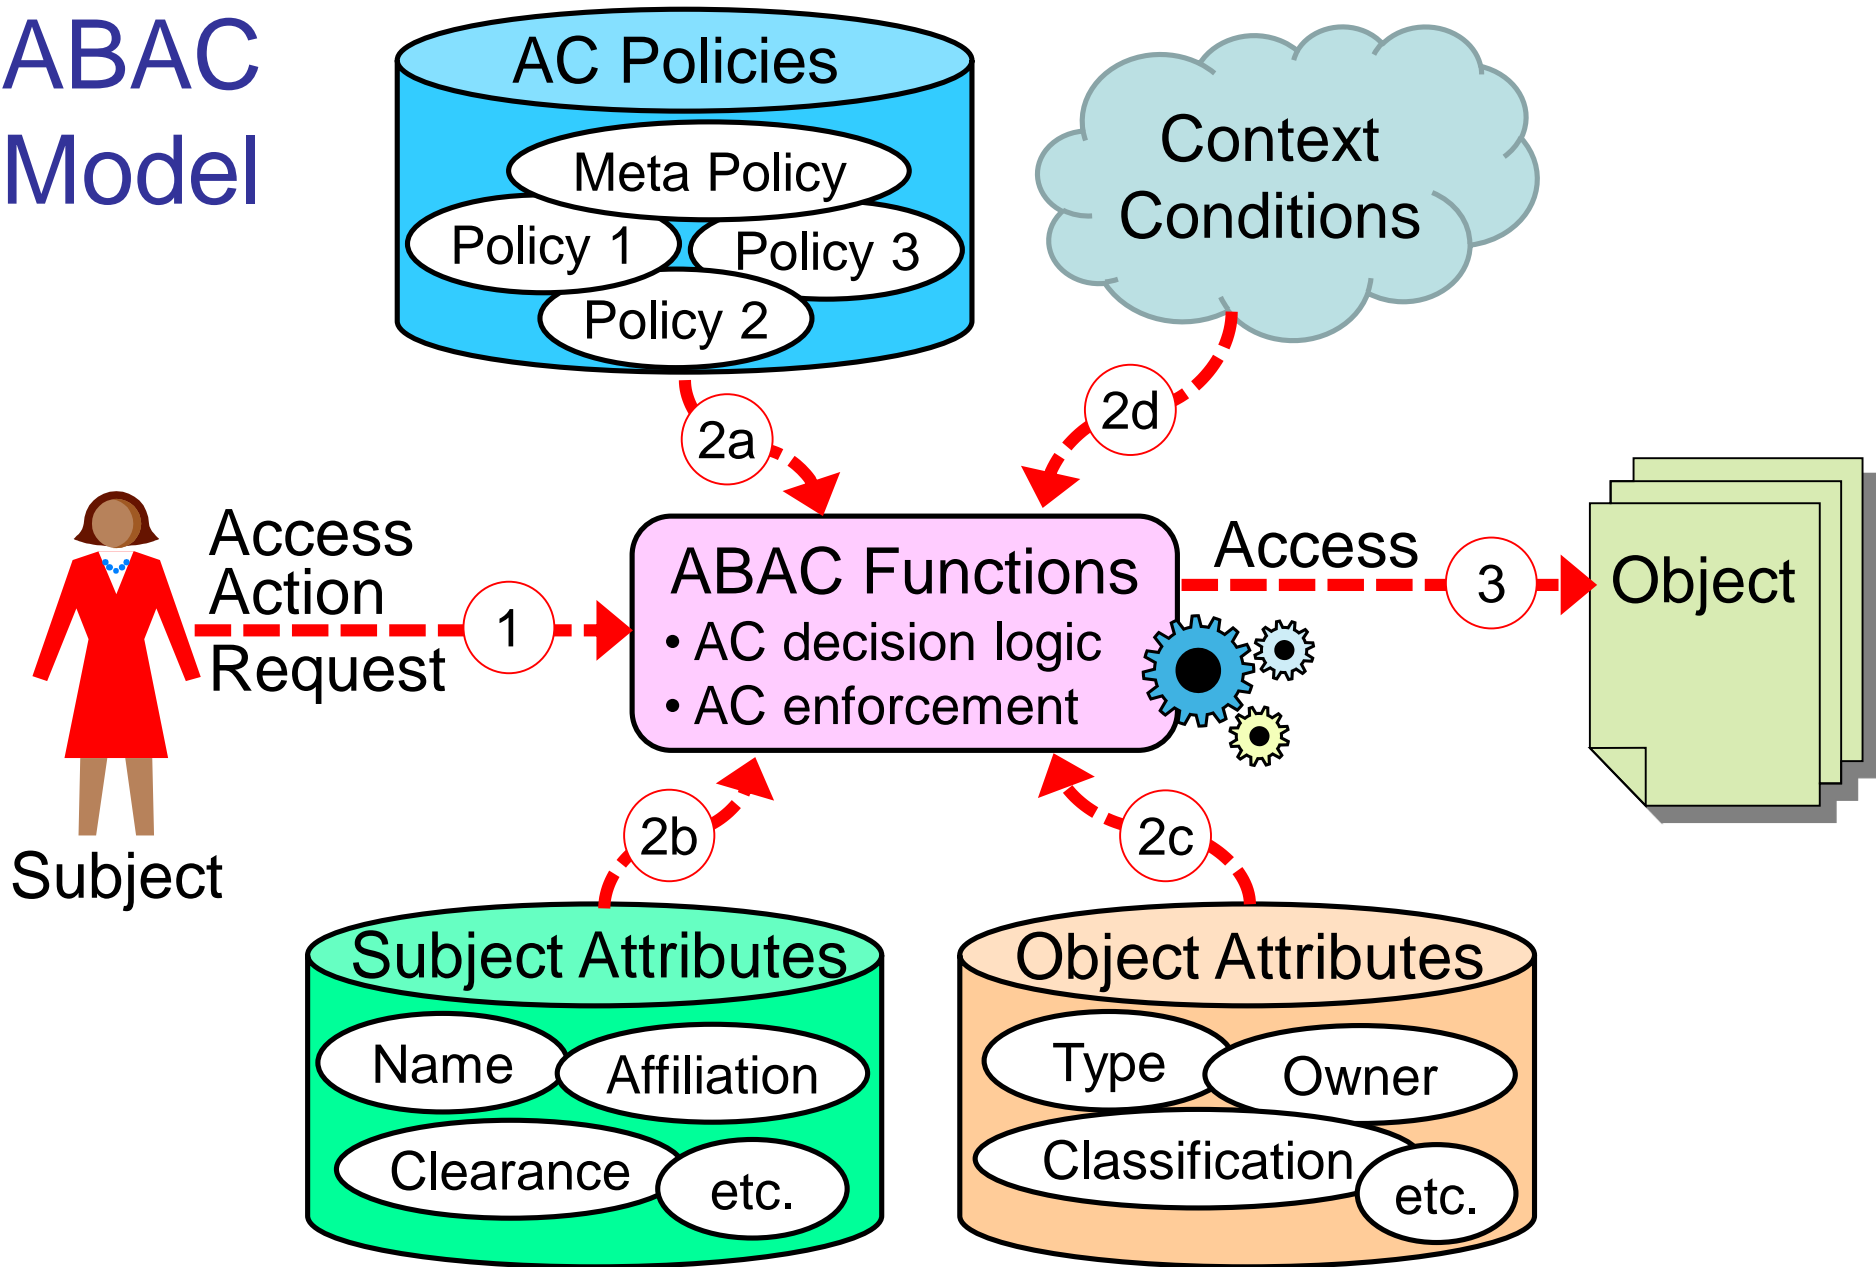 ABAC
Model
AC Policies
Meta Policy
Policy 1
Policy 3
Policy 2
Context
Conditions
2a
2d
Access
Action
Request
1
ABAC Functions
• AC decision logic
• AC enforcement
Access
3
Object
Subject
2b
2c
Subject Attributes
Name
Affiliation
Clearance
etc.
Object Attributes
Type
Owner
Classification
etc.